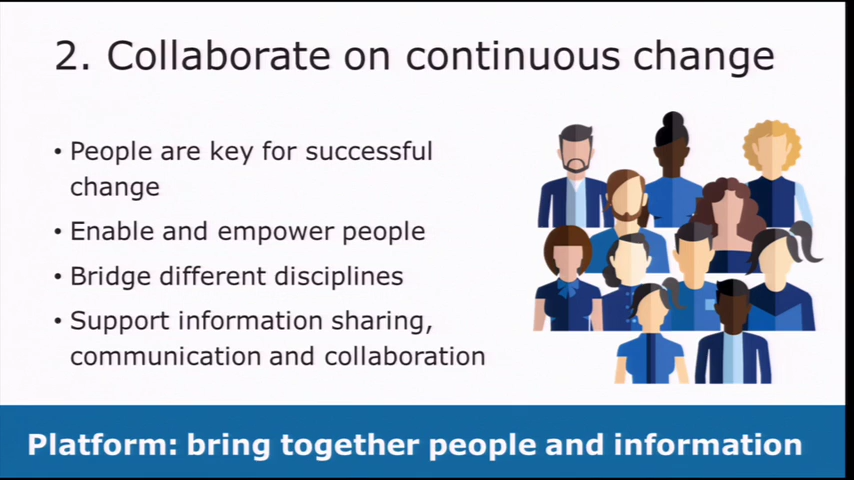 2. Collaborate on continuous change
• People are key for successful
change
• Enable and empower people
• Bridge different disciplines
• Support information sharing,
communication and collaboration
Platform: bring together people and information